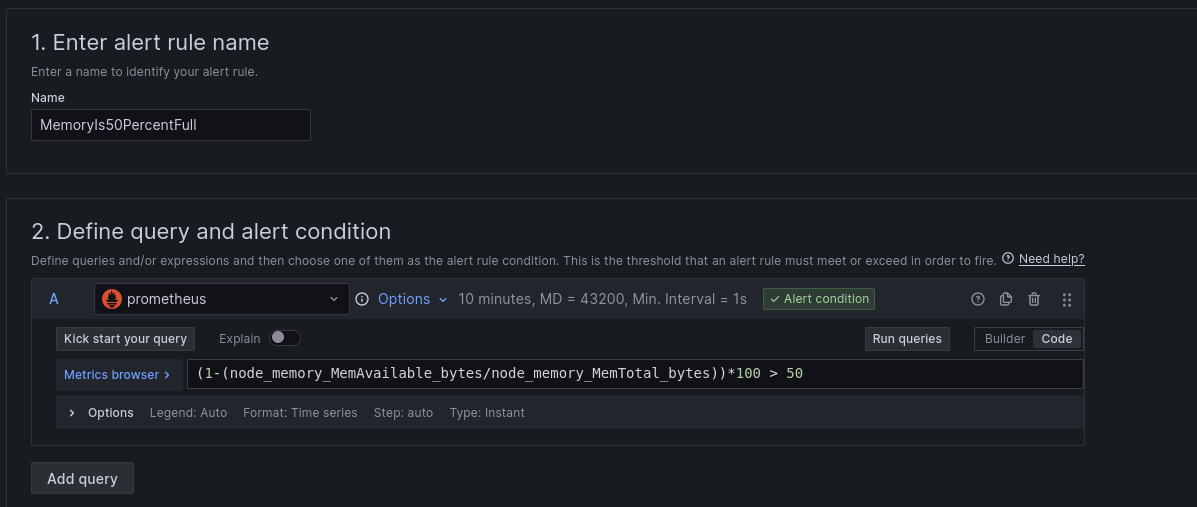 1. Enter alert rule name
Enter a name to identify your alert rule.
Name
MemoryIs50PercentFull
2. Define query and alert condition
Define queries and/or expressions and then choose one of them as the alert rule condition. This is the threshold that an alert rule must meet or exceed in order to fire. Need help?
A prometheus Options 10 minutes, MD = 43200, Min. Interval = 1s Alert condition
Kick start your query Explain Run queries Builder Code
Metrics browser > (1-(node_memory_MemAvailable_bytes/node_memory_MemTotal_bytes))*100 > 50
> Options Legend: Auto Format: Time series Step: auto Type: Instant
Add query